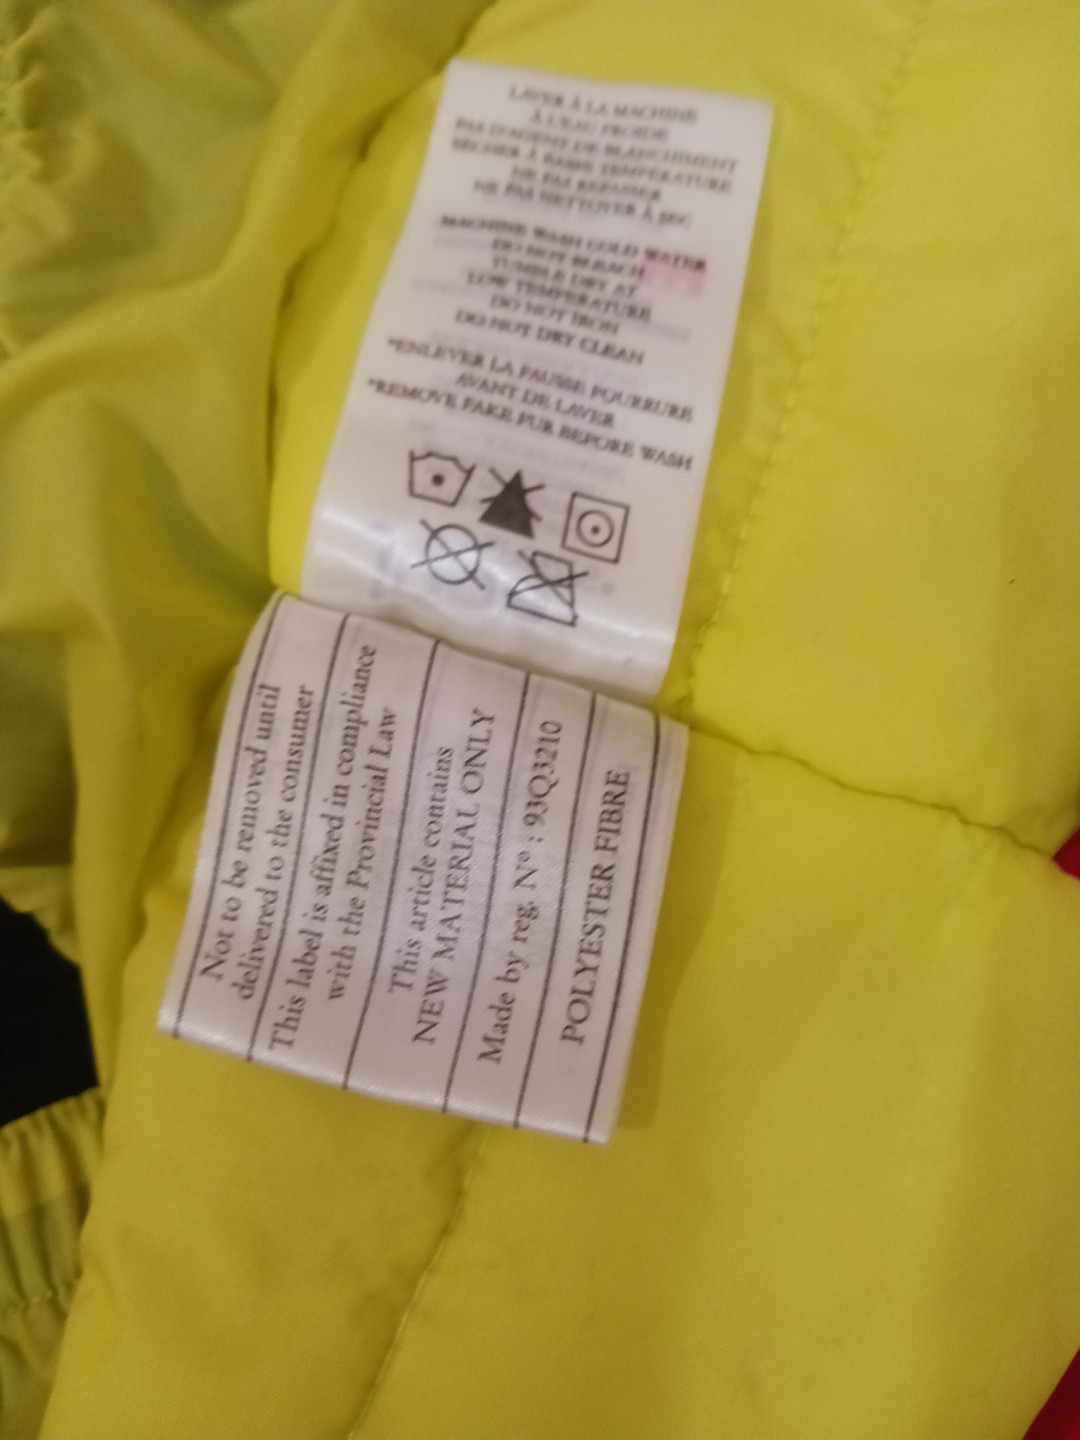 LAVER À LA MACHINE
À L'EAU FROIDE
PAS D'AGENT DE BLANCHIMENT
SÉCHER À BASSE TEMPÉRATURE
NE PAS REPASSER
NE PAS NETTOYER À SEC
MACHINE WASH COLD WATER
DO NOT BLEACH
TUMBLE DRY AT
LOW TEMPERATURE
DO NOT IRON
DO NOT DRY CLEAN
*ENLEVER LA FAUSSE FOURRURE
AVANT DE LAVER
*REMOVE FAKE FUR BEFORE WASH
Not to be removed until
delivered to the consumer
This label is affixed in compliance
with the Provincial Law
This article contains
NEW MATERIAL ONLY
Made by reg. Nº : 93Q3210
POLYESTER FIBRE